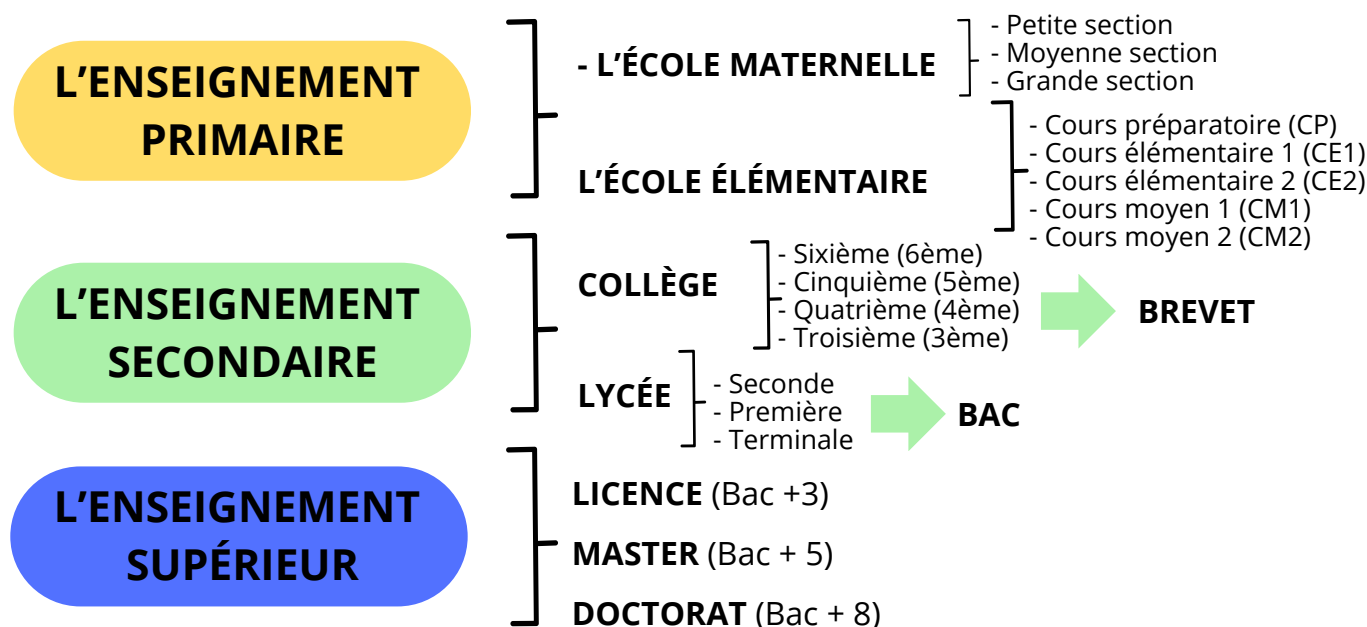 L’ENSEIGNEMENT
PRIMAIRE
- L’ÉCOLE MATERNELLE
- Petite section
- Moyenne section
- Grande section
L’ÉCOLE ÉLÉMENTAIRE
- Cours préparatoire (CP)
- Cours élémentaire 1 (CE1)
- Cours élémentaire 2 (CE2)
- Cours moyen 1 (CM1)
- Cours moyen 2 (CM2)
L’ENSEIGNEMENT
SECONDAIRE
COLLÈGE
- Sixième (6ème)
- Cinquième (5ème)
- Quatrième (4ème)
- Troisième (3ème)
BREVET
LYCÉE
- Seconde
- Première
- Terminale
BAC
L’ENSEIGNEMENT
SUPÉRIEUR
LICENCE (Bac +3)
MASTER (Bac + 5)
DOCTORAT (Bac + 8)